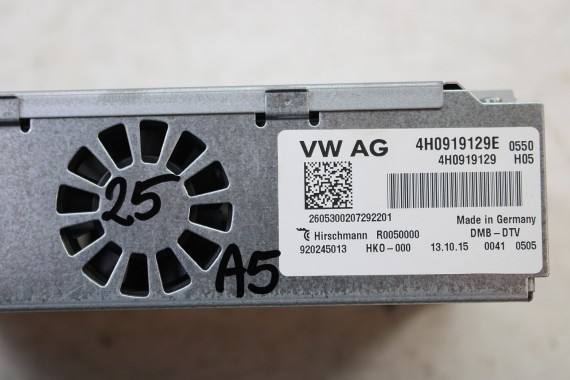 25
A5
VW AG 4H0919129E 0550
4H0919129 H05
2605300207292201 Made in Germany
Hirschmann R0050000 DMB-DTV
920245013 HK0-000 13.10.15 0041 0505